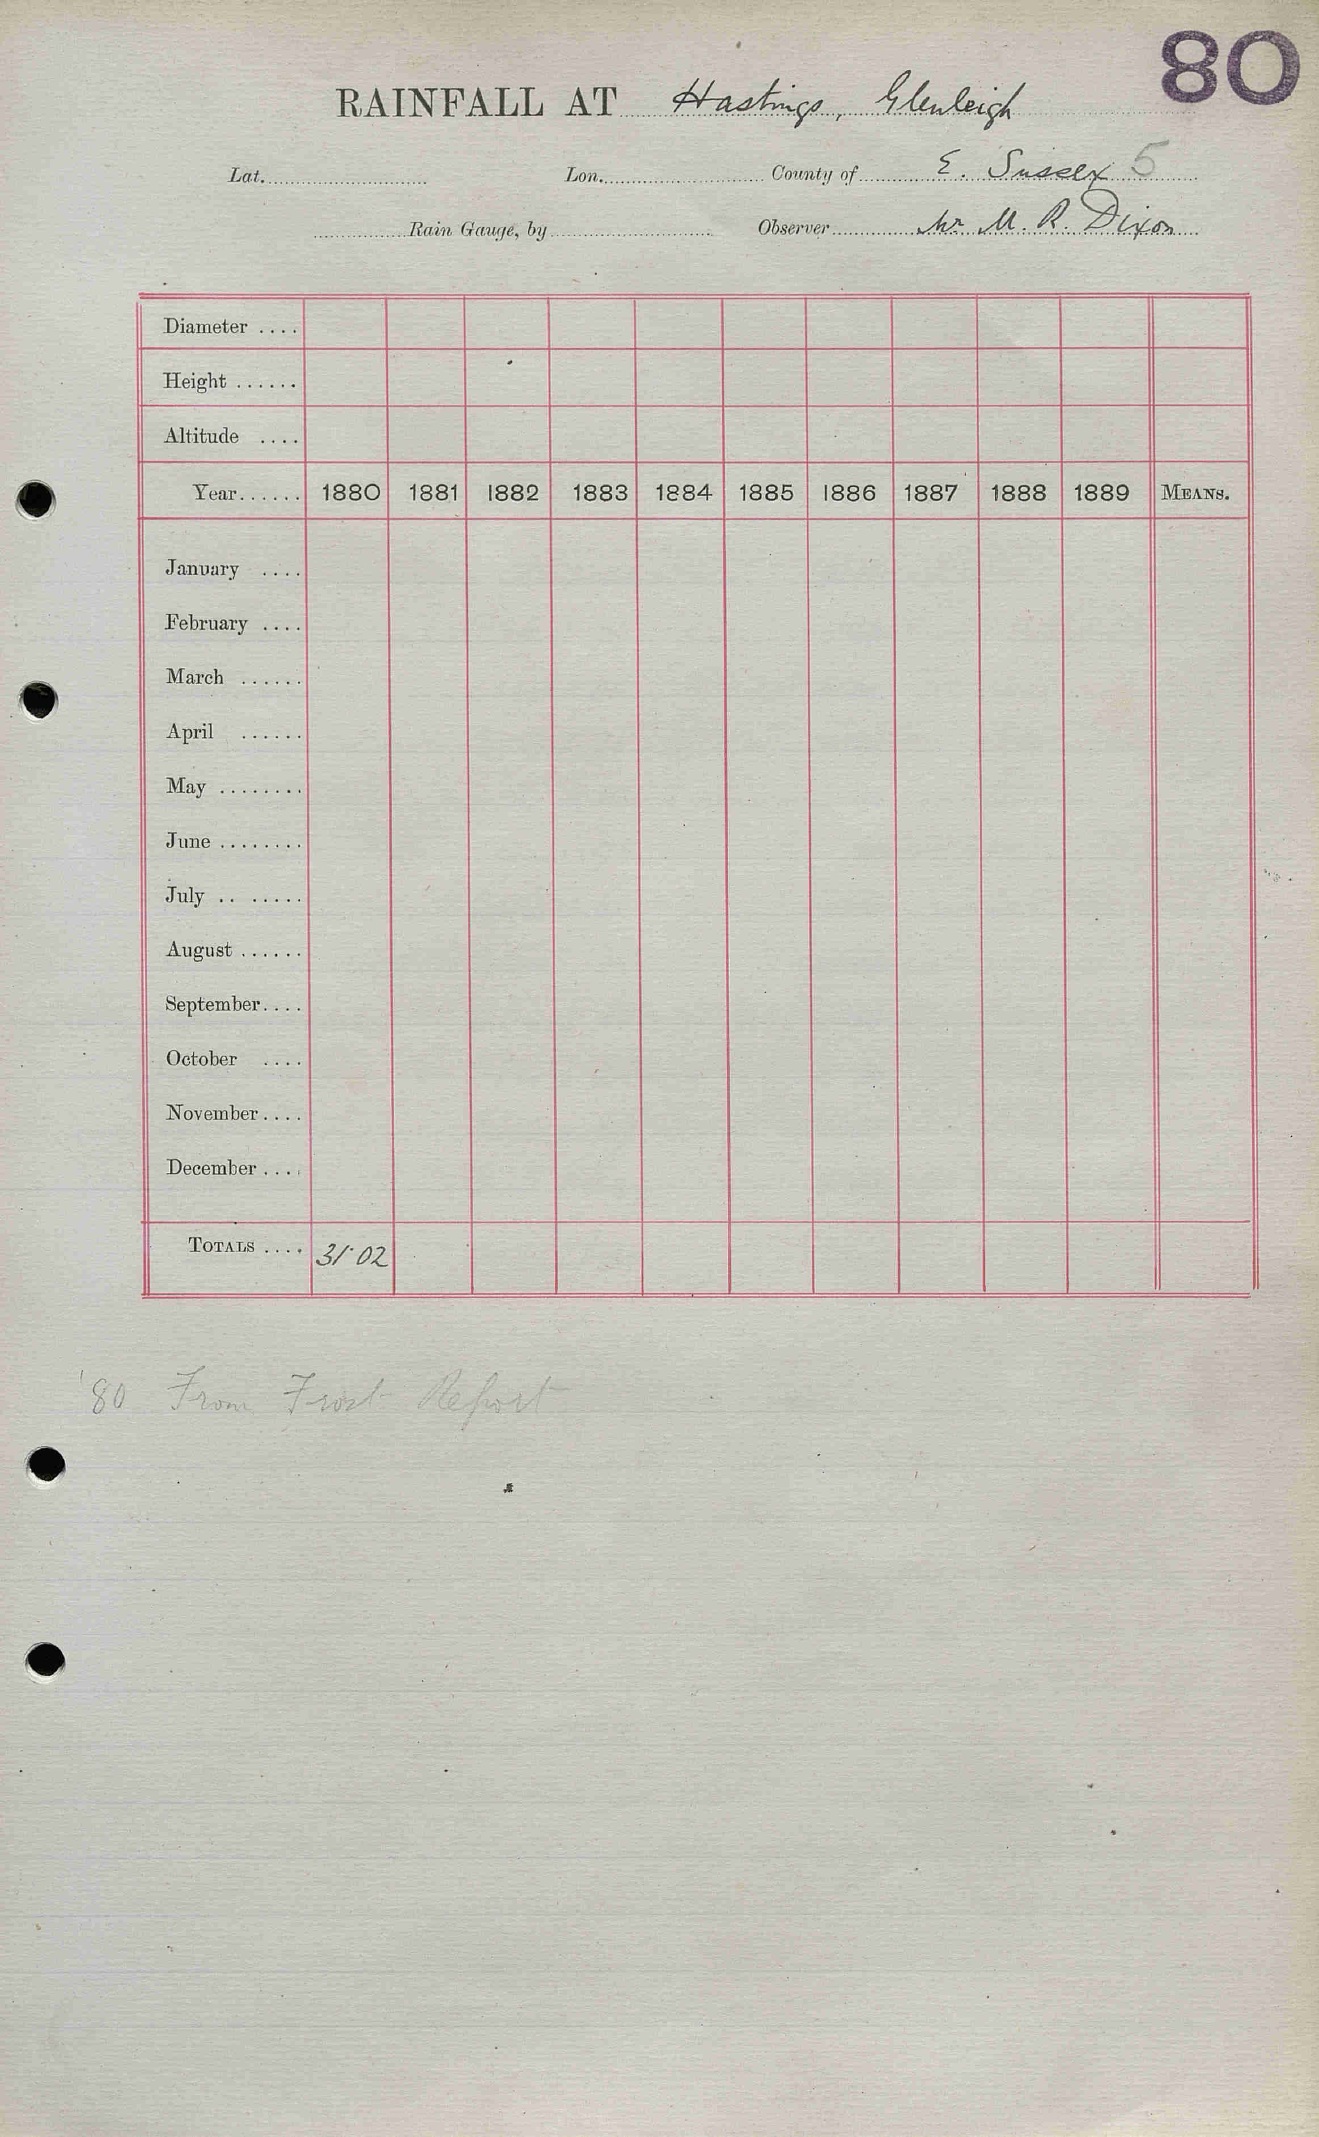 80
RAINFALL AT Hastings, Glenleigh
Lat. Lon. County of E. Sussex 5
Rain Gauge, by Observer Mr M. R. Dixon
Diameter ....
Height ......
Altitude ....
Year...... 1880 1881 1882 1883 1884 1885 1886 1887 1888 1889 MEANS.
January ....
February ....
March ......
April ......
May ........
June ........
July .. .....
August ......
September....
October ....
November....
December ....
TOTALS .... 31·02
'80 From Frost Report